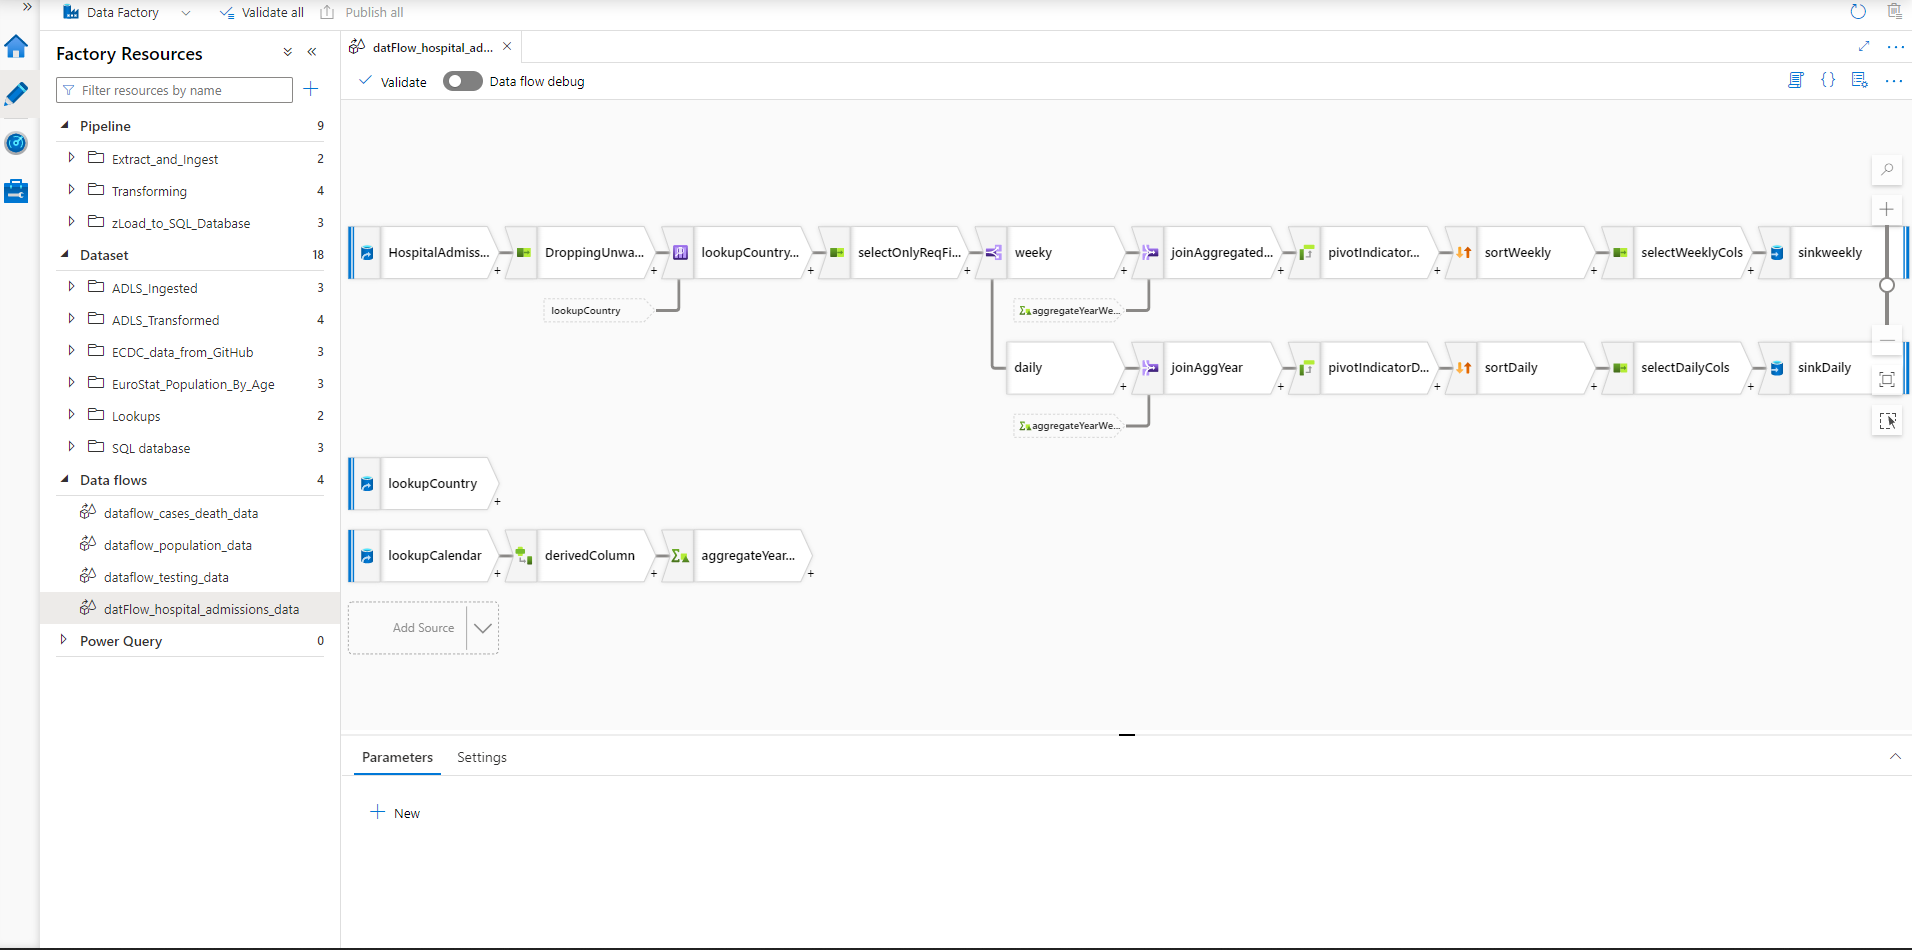 Data Factory
Validate all
Publish all
Factory Resources
Filter resources by name
Pipeline 9
Extract_and_Ingest 2
Transforming 4
zLoad_to_SQL_Database 3
Dataset 18
ADLS_Ingested 3
ADLS_Transformed 4
ECDC_data_from_GitHub 3
EuroStat_Population_By_Age 3
Lookups 2
SQL database 3
Data flows 4
dataflow_cases_death_data
dataflow_population_data
dataflow_testing_data
datFlow_hospital_admissions_data
Power Query 0
datFlow_hospital_ad...
Validate
Data flow debug
HospitalAdmiss...
DroppingUnwa...
lookupCountry...
selectOnlyReqFi...
weeky
joinAggregated...
pivotIndicator...
sortWeekly
selectWeeklyCols
sinkweekly
lookupCountry
aggregateYearWe...
daily
joinAggYear
pivotIndicatorD...
sortDaily
selectDailyCols
sinkDaily
aggregateYearWe...
lookupCountry
lookupCalendar
derivedColumn
aggregateYear...
Add Source
Parameters
Settings
New